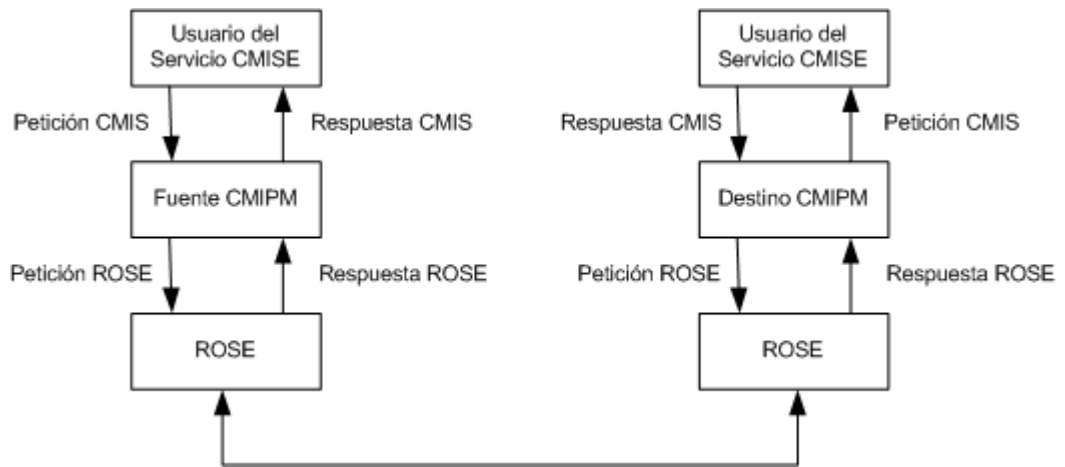 Usuario del
Servicio CMISE
Usuario del
Servicio CMISE
Petición CMIS
Respuesta CMIS
Respuesta CMIS
Petición CMIS
Fuente CMIPM
Destino CMIPM
Petición ROSE
Respuesta ROSE
Petición ROSE
Respuesta ROSE
ROSE
ROSE